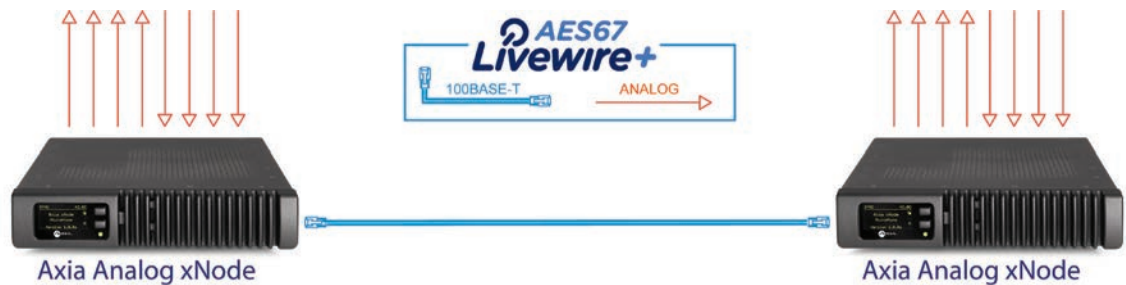 AES67
Livewire+
100BASE-T
ANALOG
Axia Analog xNode
Axia Analog xNode